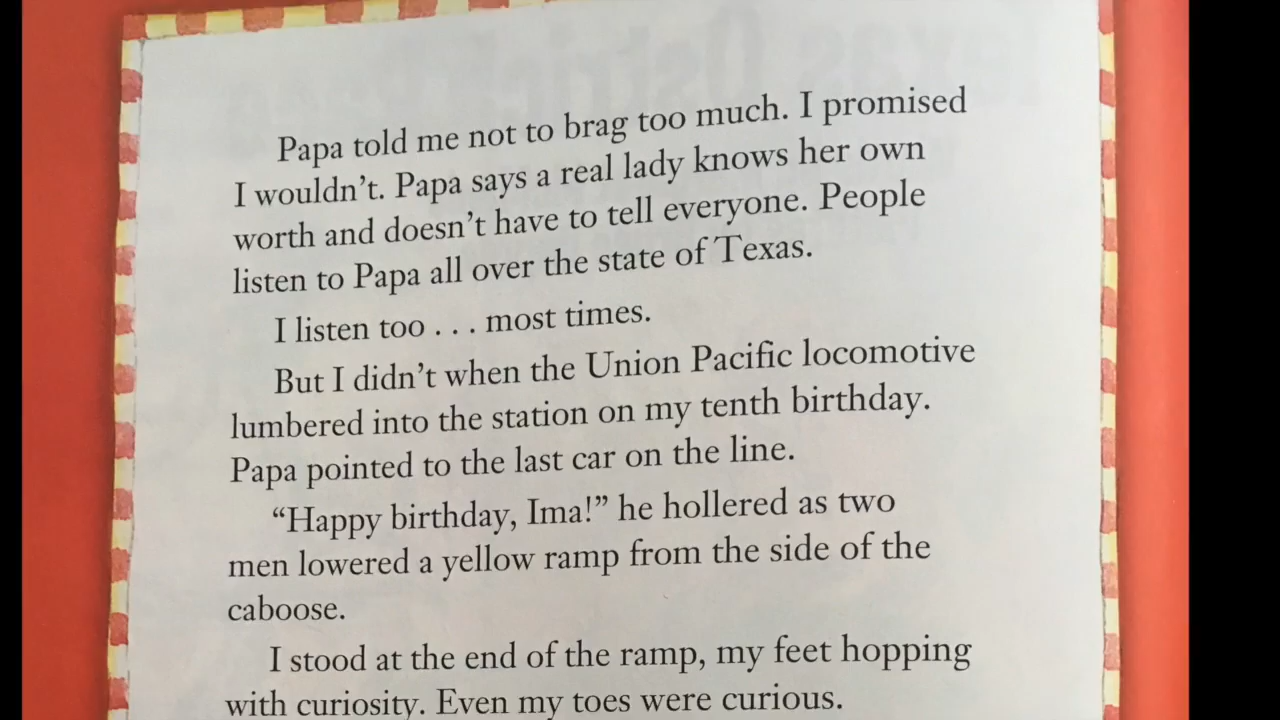 Papa told me not to brag too much. I promised
I wouldn’t. Papa says a real lady knows her own
worth and doesn’t have to tell everyone. People
listen to Papa all over the state of Texas.
I listen too . . . most times.
But I didn’t when the Union Pacific locomotive
lumbered into the station on my tenth birthday.
Papa pointed to the last car on the line.
“Happy birthday, Ima!” he hollered as two
men lowered a yellow ramp from the side of the
caboose.
I stood at the end of the ramp, my feet hopping
with curiosity. Even my toes were curious.